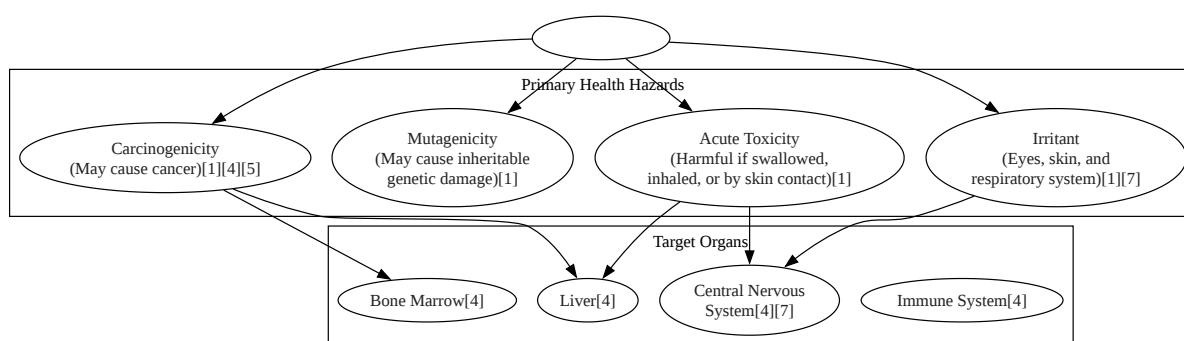 Primary Health Hazards
Carcinogenicity
(May cause cancer)[1][4][5]
Mutagenicity
(May cause inheritable
genetic damage)[1]
Acute Toxicity
(Harmful if swallowed,
inhaled, or by skin contact)[1]
Irritant
(Eyes, skin, and
respiratory system)[1][7]
Target Organs
Bone Marrow[4]
Liver[4]
Central Nervous
System[4][7]
Immune System[4]